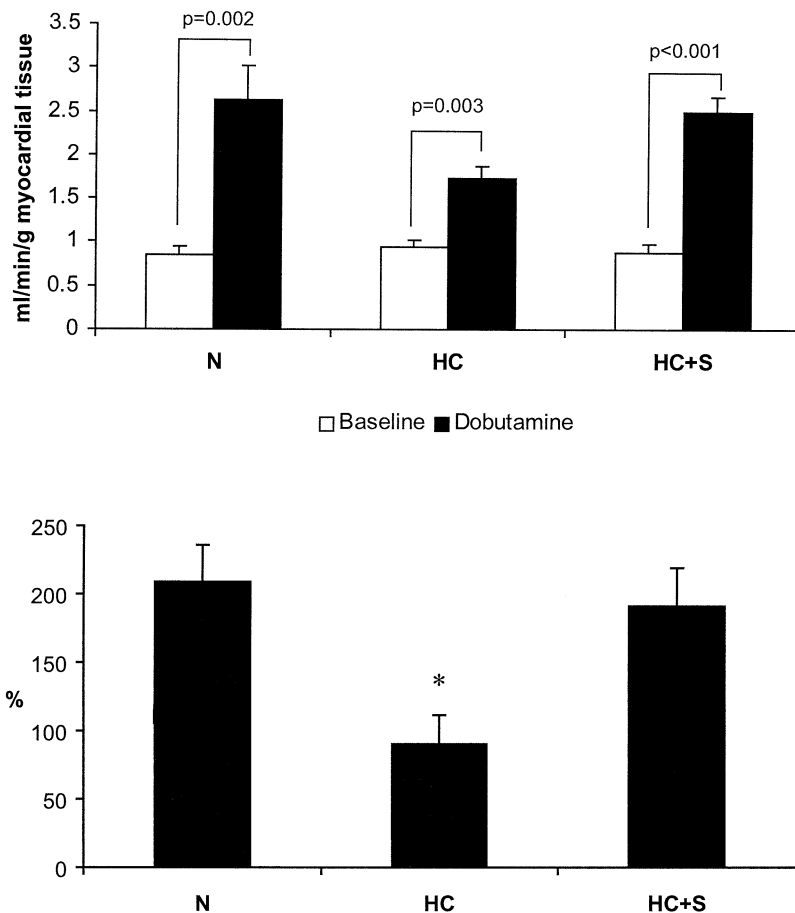 3.5
3
2.5
2
1.5
1
0.5
0
ml/min/g myocardial tissue
p=0.002
p=0.003
p<0.001
N HC HC+S
Baseline Dobutamine
250
200
150
100
50
0
%
*
N HC HC+S